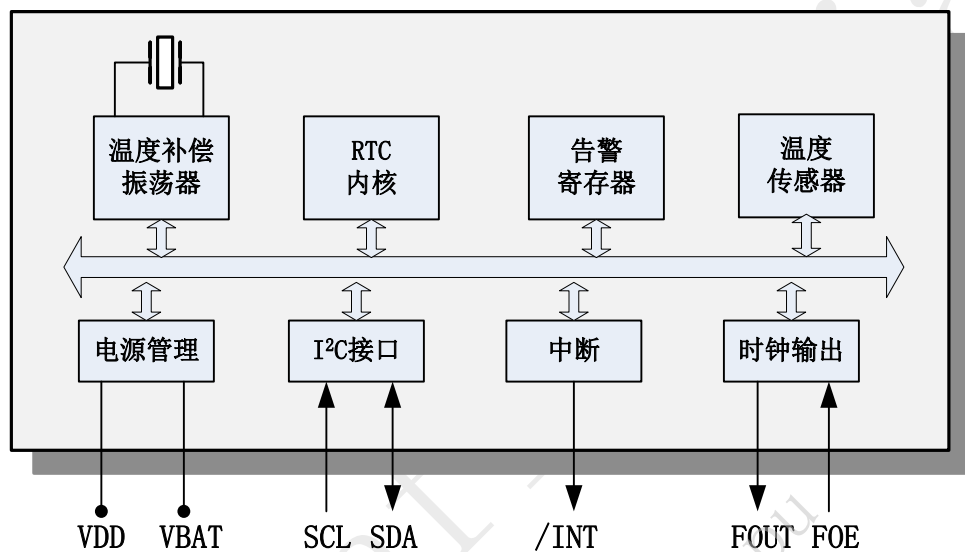 温度补偿
振荡器
RTC
内核
告警
寄存器
温度
传感器
电源管理
I²C接口
中断
时钟输出
VDD
VBAT
SCL
SDA
/INT
FOUT
FOE